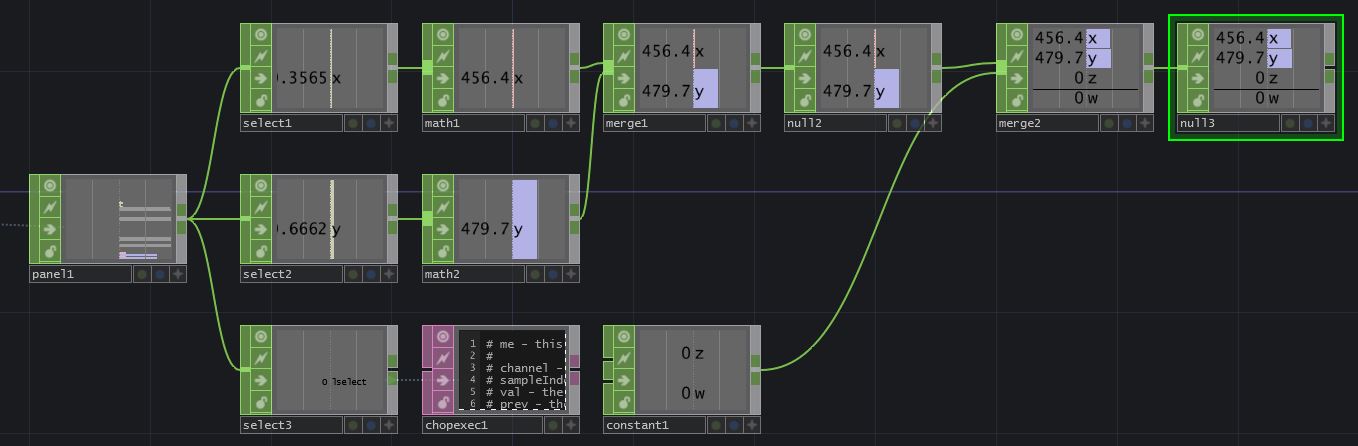 0.3565 x
select1
456.4 x
math1
456.4 x
479.7 y
merge1
456.4 x
479.7 y
null2
456.4 x
479.7 y
0 z
0 w
merge2
456.4 x
479.7 y
0 z
0 w
null3
panel1
0.6662 y
select2
479.7 y
math2
0 lselect
select3
1 # me - this
2 #
3 # channel -
4 # sampleInd
5 # val - the
6 # prev - the
chopexec1
0 z
0 w
constant1